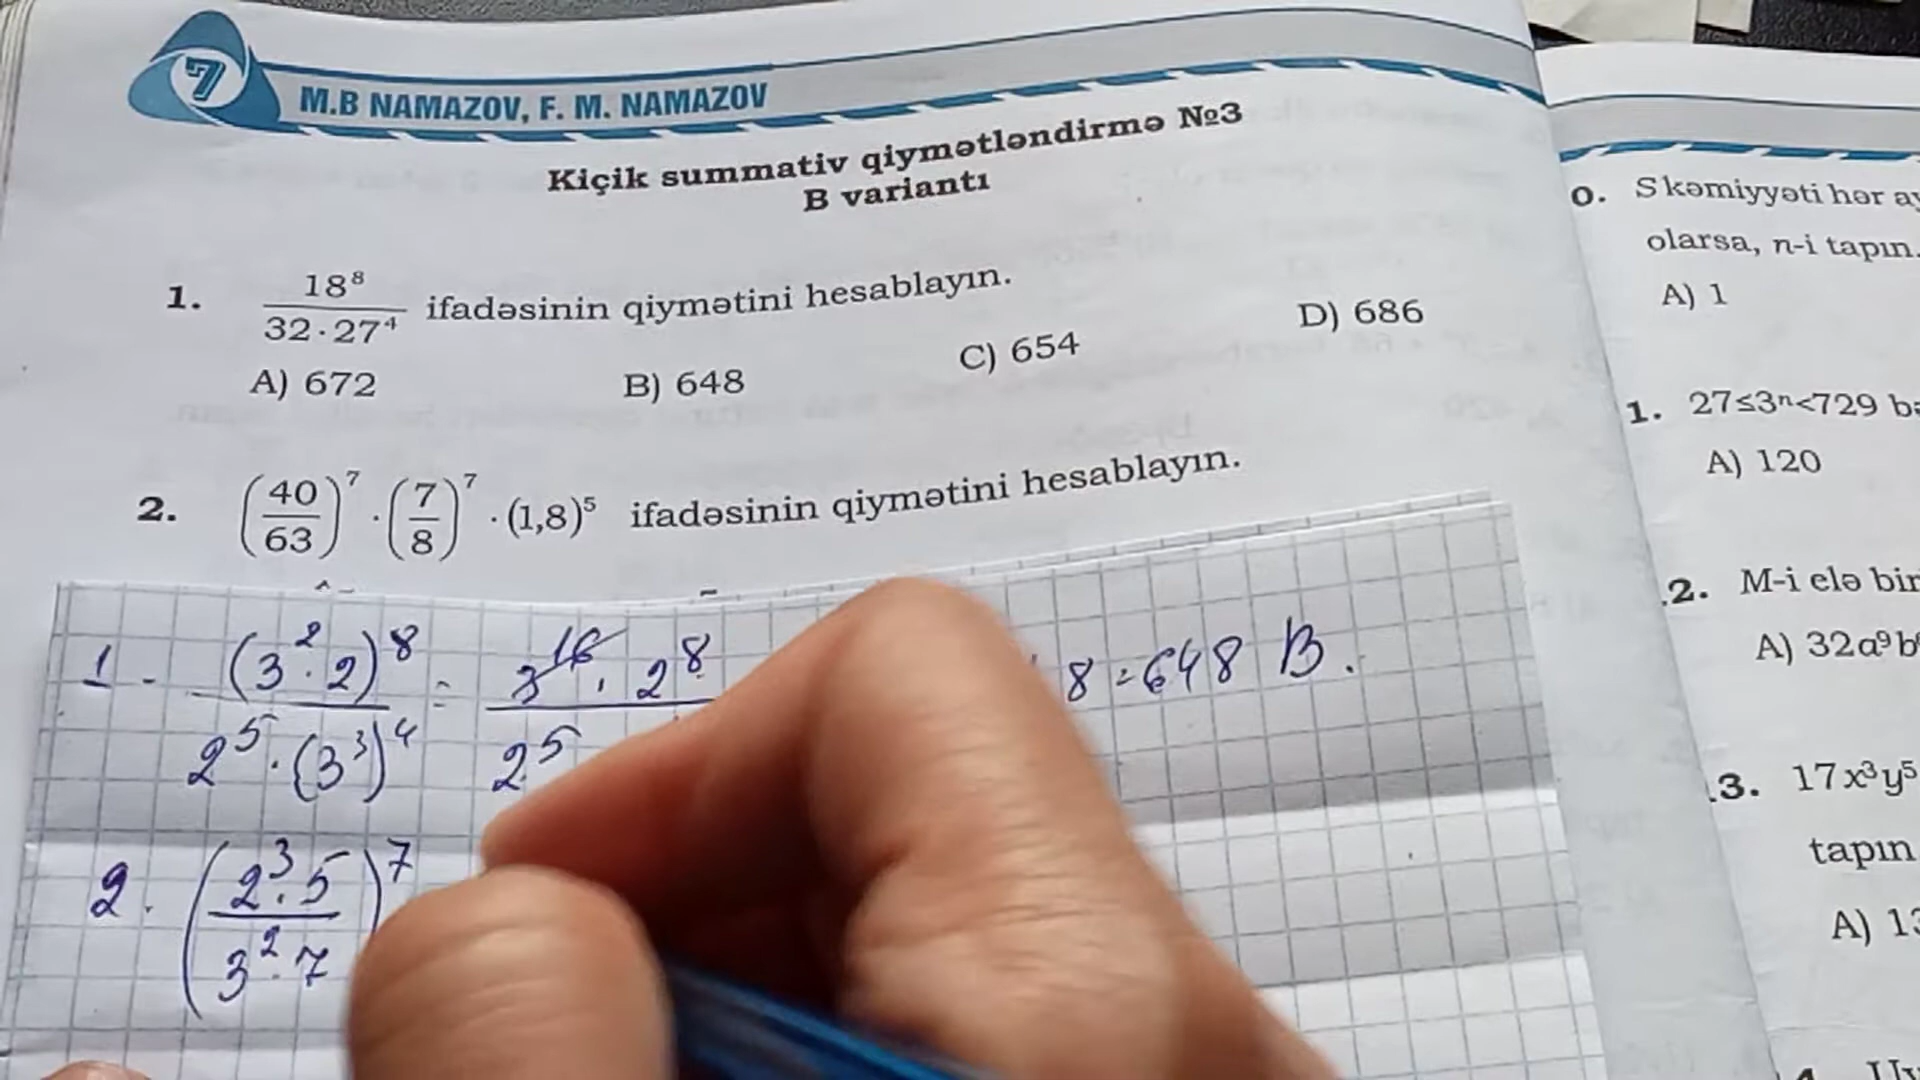 7
M.B NAMAZOV, F. M. NAMAZOV
Kiçik summativ qiymətləndirmə №3
B variantı
1. 18⁸ / (32·27⁴) ifadəsinin qiymətini hesablayın.
A) 672 B) 648 C) 654 D) 686
2. (40/63)⁷ · (7/8)⁷ · (1,8)⁵ ifadəsinin qiymətini hesablayın.
1. (3²·2)⁸ / (2⁵·(3³)⁴) = 3¹⁶·2⁸ / 2⁵ 8=648 B.
2. (2³·5 / 3²·7)⁷
0. S kəmiyyəti hər
olarsa, n-i tapın.
A) 1
1. 27≤3ⁿ<729
A) 120
.2. M-i elə bir
A) 32a⁹b
.3. 17x³y⁵
tapın
A) 13